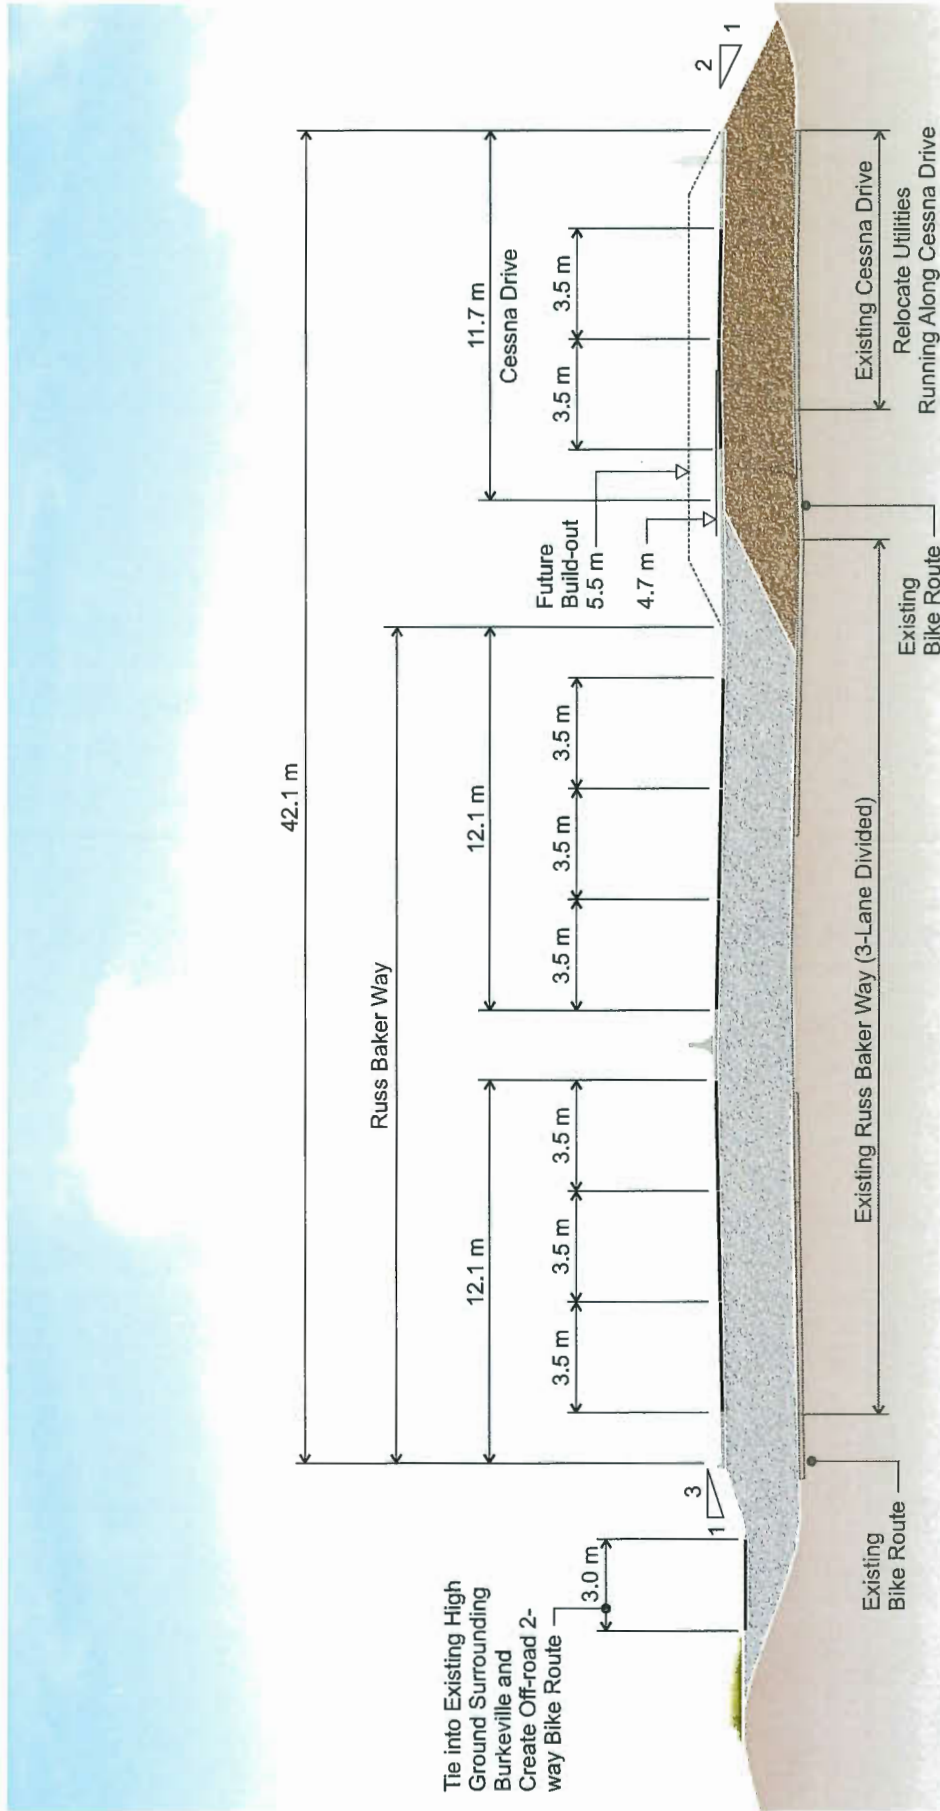 42.1 m
Russ Baker Way
11.7 m
Cessna Drive
12.1 m
12.1 m
3.5 m
3.5 m
3.5 m
3.5 m
3.5 m
3.5 m
3.5 m
3.5 m
Tie into Existing High
Ground Surrounding
Burkeville and
Create Off-road 2-
way Bike Route
3.0 m
3
1
Future
Build-out
5.5 m
4.7 m
2
1
Existing
Bike Route
Existing Russ Baker Way (3-Lane Divided)
Existing
Bike Route
Existing Cessna Drive
Relocate Utilities
Running Along Cessna Drive